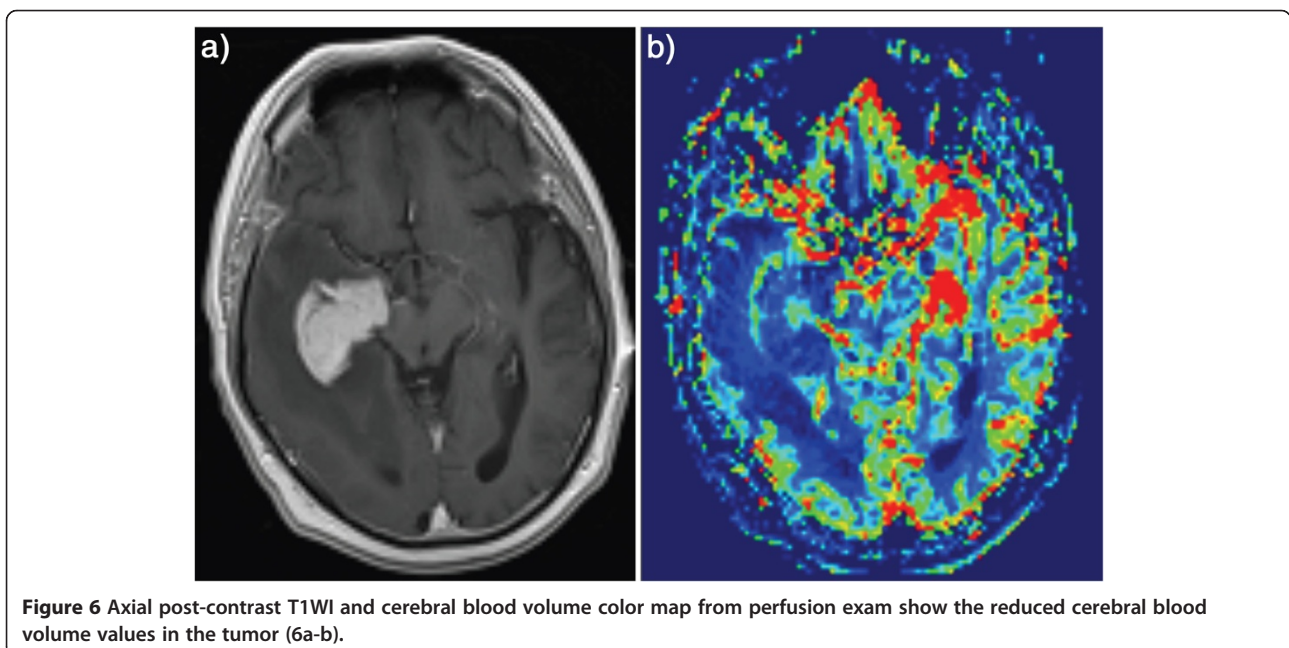 a)
b)
Figure 6 Axial post-contrast T1WI and cerebral blood volume color map from perfusion exam show the reduced cerebral blood
volume values in the tumor (6a-b).